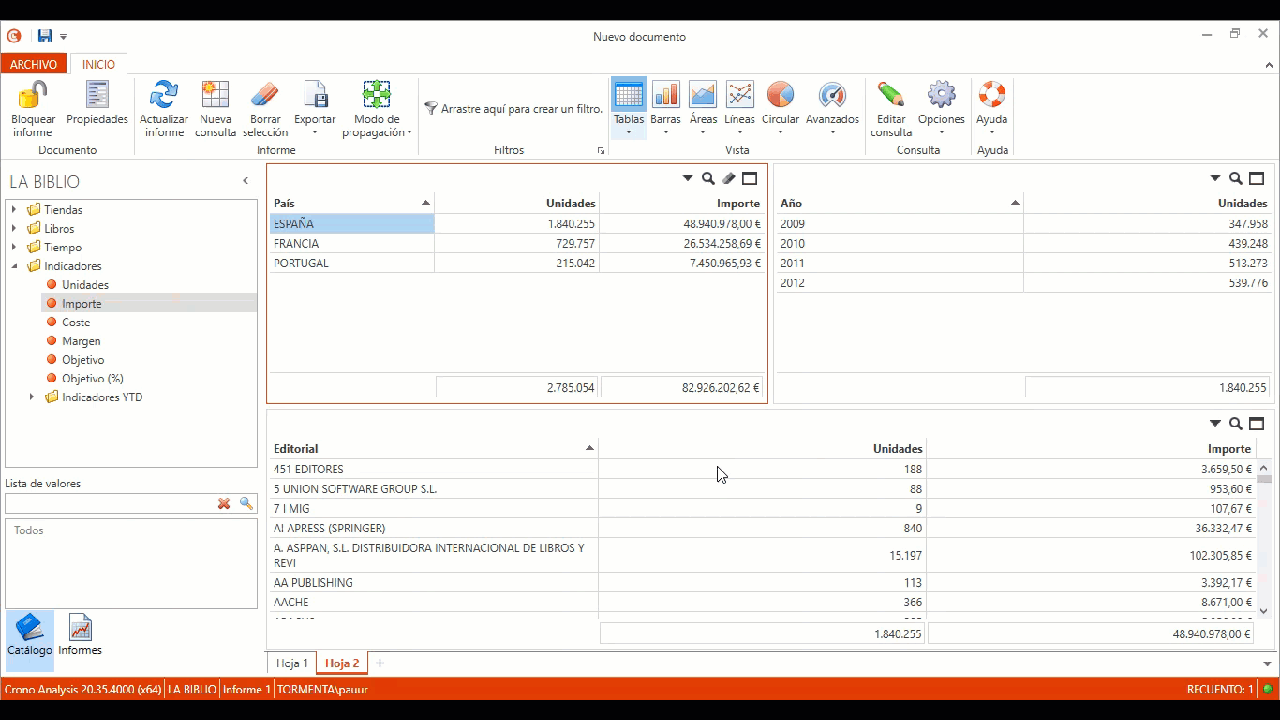 Nuevo documento
ARCHIVO INICIO
Bloquear informe
Propiedades
Actualizar informe
Nueva consulta
Borrar selección
Exportar
Modo de propagación
Arrastre aquí para crear un filtro.
Tablas
Barras
Áreas
Líneas
Circular
Avanzados
Editar consulta
Opciones
Ayuda
Documento Informe Filtros Vista Consulta Ayuda
LA BIBLIO
Tiendas
Libros
Tiempo
Indicadores
Unidades
Importe
Coste
Margen
Objetivo
Objetivo (%)
Indicadores YTD
Lista de valores
Todos
Catálogo Informes
País Unidades Importe
ESPAÑA 1.840.255 48.940.978,00 €
FRANCIA 729.757 26.534.258,69 €
PORTUGAL 215.042 7.450.965,93 €
2.785.054 82.926.202,62 €
Año Unidades
2009 347.958
2010 439.248
2011 513.273
2012 539.776
1.840.255
Editorial Unidades Importe
451 EDITORES 188 3.659,50 €
5 UNION SOFTWARE GROUP S.L. 88 953,60 €
7 I MIG 9 107,67 €
AI APRESS (SPRINGER) 840 36.332,47 €
A. ASPPAN, S.L. DISTRIBUIDORA INTERNACIONAL DE LIBROS Y
REVI 15.197 102.305,85 €
AA PUBLISHING 113 3.392,17 €
AACHE 366 8.671,00 €
1.840.255 48.940.978,00 €
Hoja 1 Hoja 2
Crono Analysis 20.35.4000 (x64) LA BIBLIO Informe 1 TORMENTA\pauur RECUENTO: 1